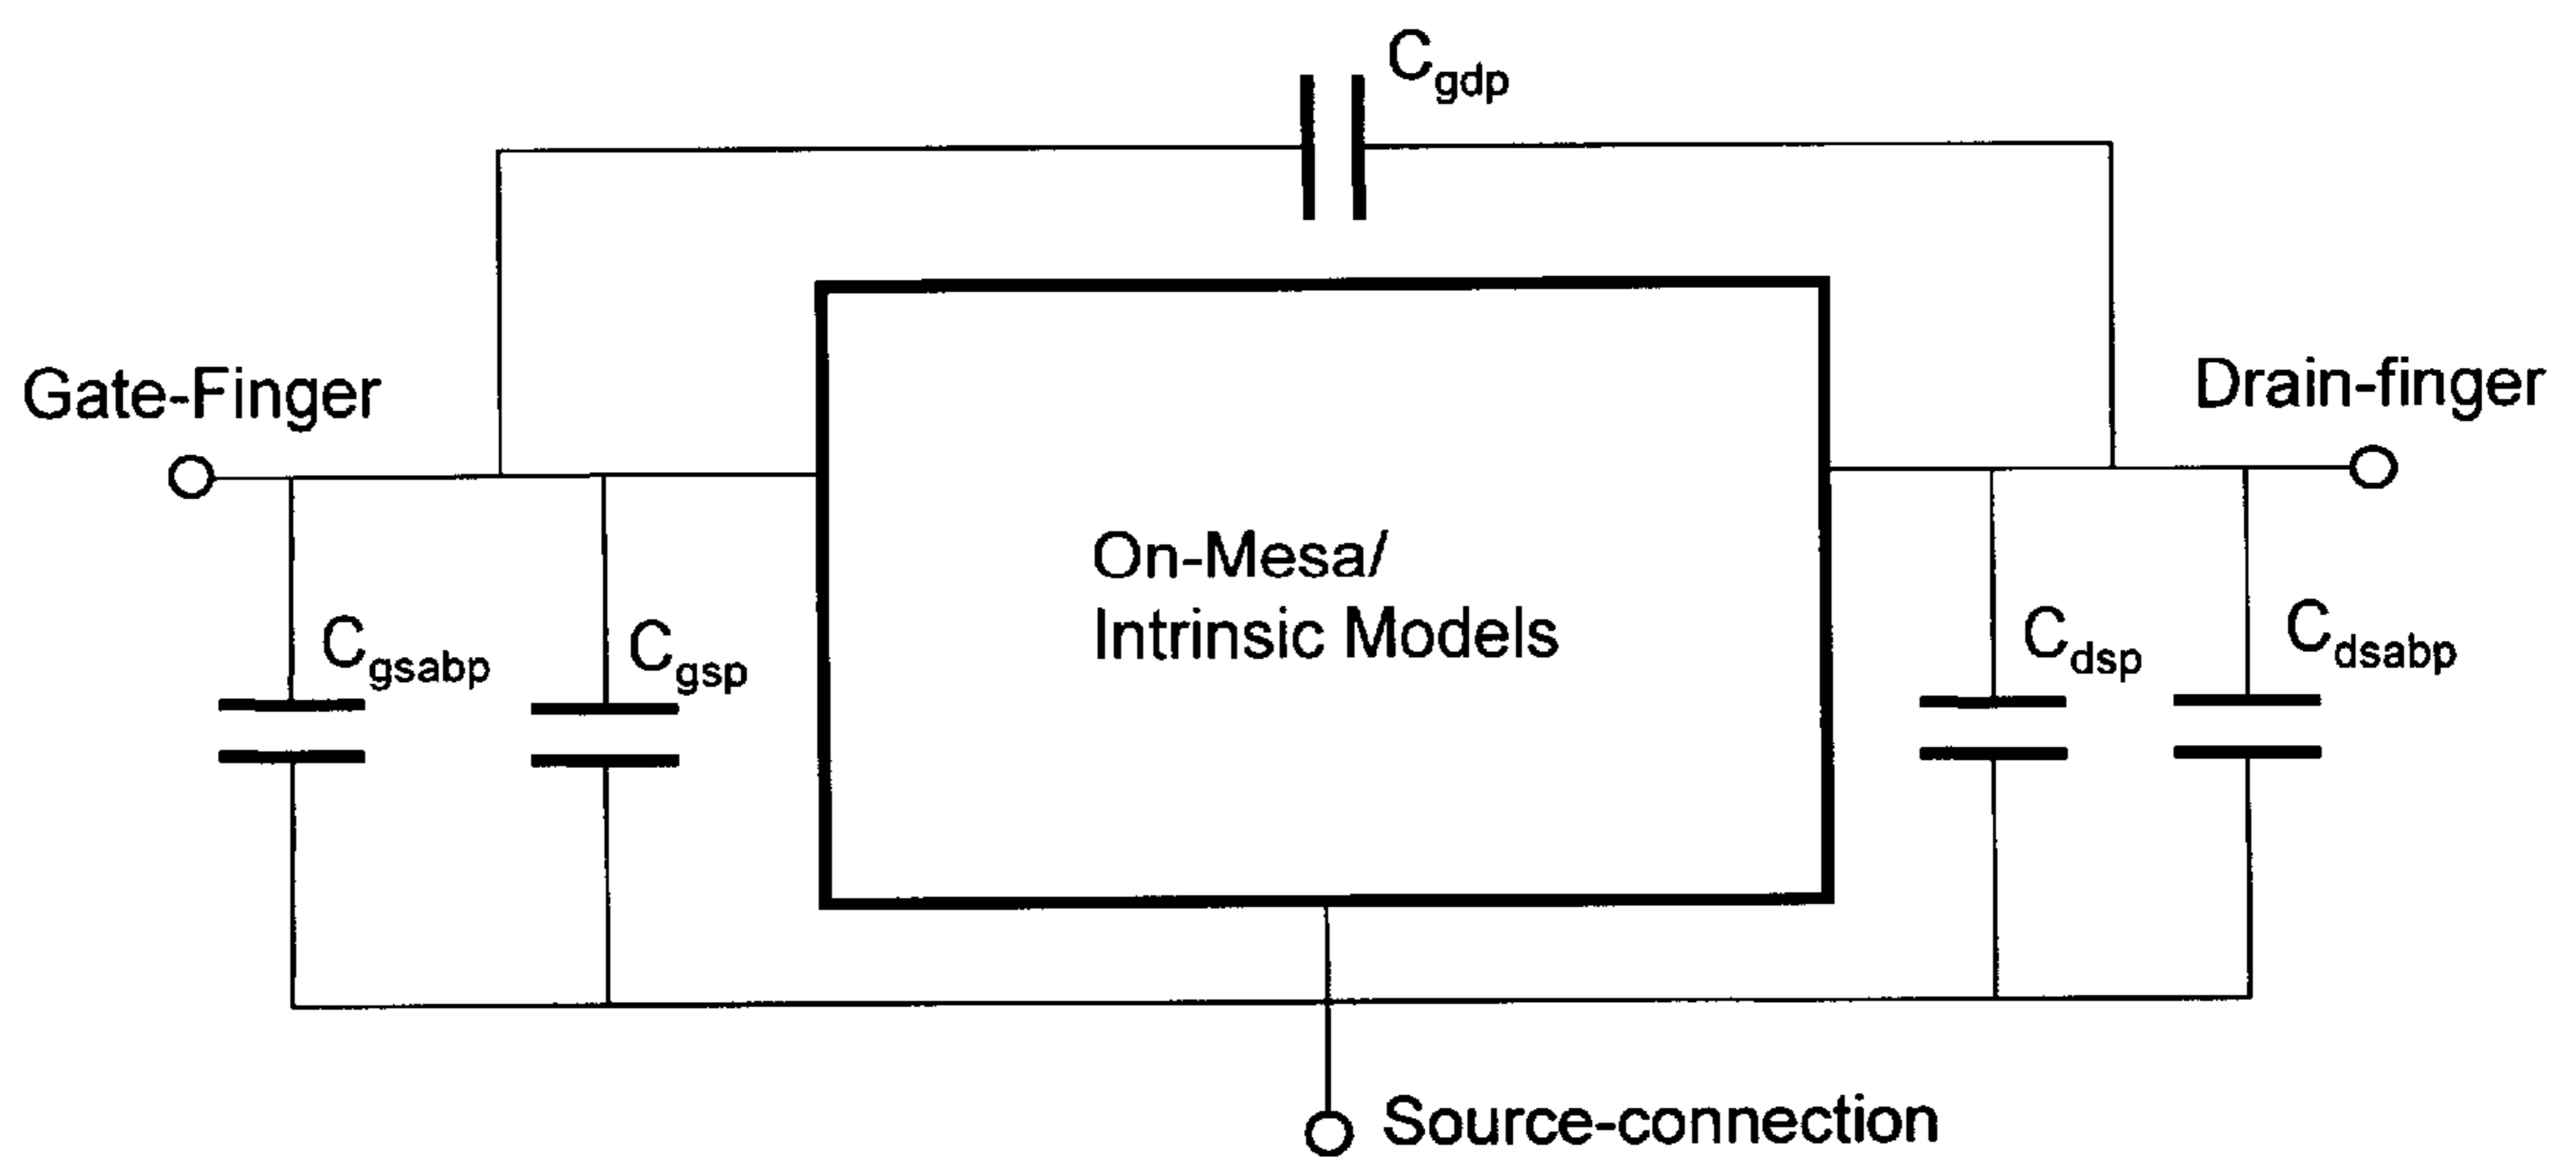 Cgdp
Gate-Finger
Drain-finger
On-Mesa/
Intrinsic Models
Cgsabp
Cgsp
Cdsp
Cdsabp
Source-connection